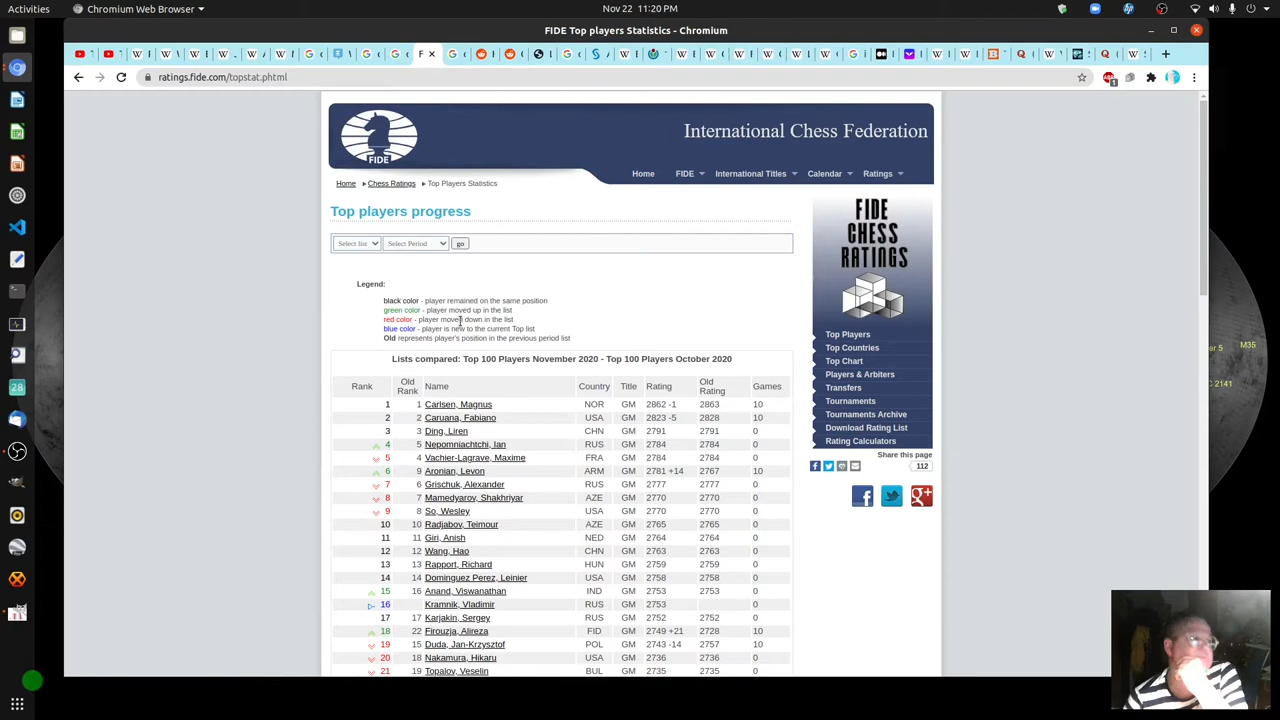 Activities
Chromium Web Browser
Nov 22 11:20 PM
FIDE Top players Statistics - Chromium
ratings.fide.com/topstat.phtml
FIDE
International Chess Federation
Home FIDE International Titles Calendar Ratings
Home Chess Ratings Top Players Statistics
Top players progress
Select list Select Period go
Legend:
black color - player remained on the same position
green color - player moved up in the list
red color - player moved down in the list
blue color - player is new to the current Top list
Old represents player's position in the previous period list
Lists compared: Top 100 Players November 2020 - Top 100 Players October 2020
Rank Old Rank Name Country Title Rating Old Rating Games
1 1 Carlsen, Magnus NOR GM 2862 -1 2863 10
2 2 Caruana, Fabiano USA GM 2823 -5 2828 10
3 3 Ding, Liren CHN GM 2791 2791 0
4 5 Nepomniachtchi, Ian RUS GM 2784 2784 0
5 4 Vachier-Lagrave, Maxime FRA GM 2784 2784 0
6 9 Aronian, Levon ARM GM 2781 +14 2767 10
7 6 Grischuk, Alexander RUS GM 2777 2777 0
8 7 Mamedyarov, Shakhriyar AZE GM 2770 2770 0
9 8 So, Wesley USA GM 2770 2770 0
10 10 Radjabov, Teimour AZE GM 2765 2765 0
11 11 Giri, Anish NED GM 2764 2764 0
12 12 Wang, Hao CHN GM 2763 2763 0
13 13 Rapport, Richard HUN GM 2759 2759 0
14 14 Dominguez Perez, Leinier USA GM 2758 2758 0
15 16 Anand, Viswanathan IND GM 2753 2753 0
16 Kramnik, Vladimir RUS GM 2753 0
17 17 Karjakin, Sergey RUS GM 2752 2752 0
18 22 Firouzja, Alireza FID GM 2749 +21 2728 10
19 15 Duda, Jan-Krzysztof POL GM 2743 -14 2757 10
20 18 Nakamura, Hikaru USA GM 2736 2736 0
21 19 Topalov, Veselin BUL GM 2735 2735 0
FIDE
CHESS
RATINGS
Top Players
Top Countries
Top Chart
Players & Arbiters
Transfers
Tournaments
Tournaments Archive
Download Rating List
Rating Calculators
Share this page
112
M35
C 2141
28